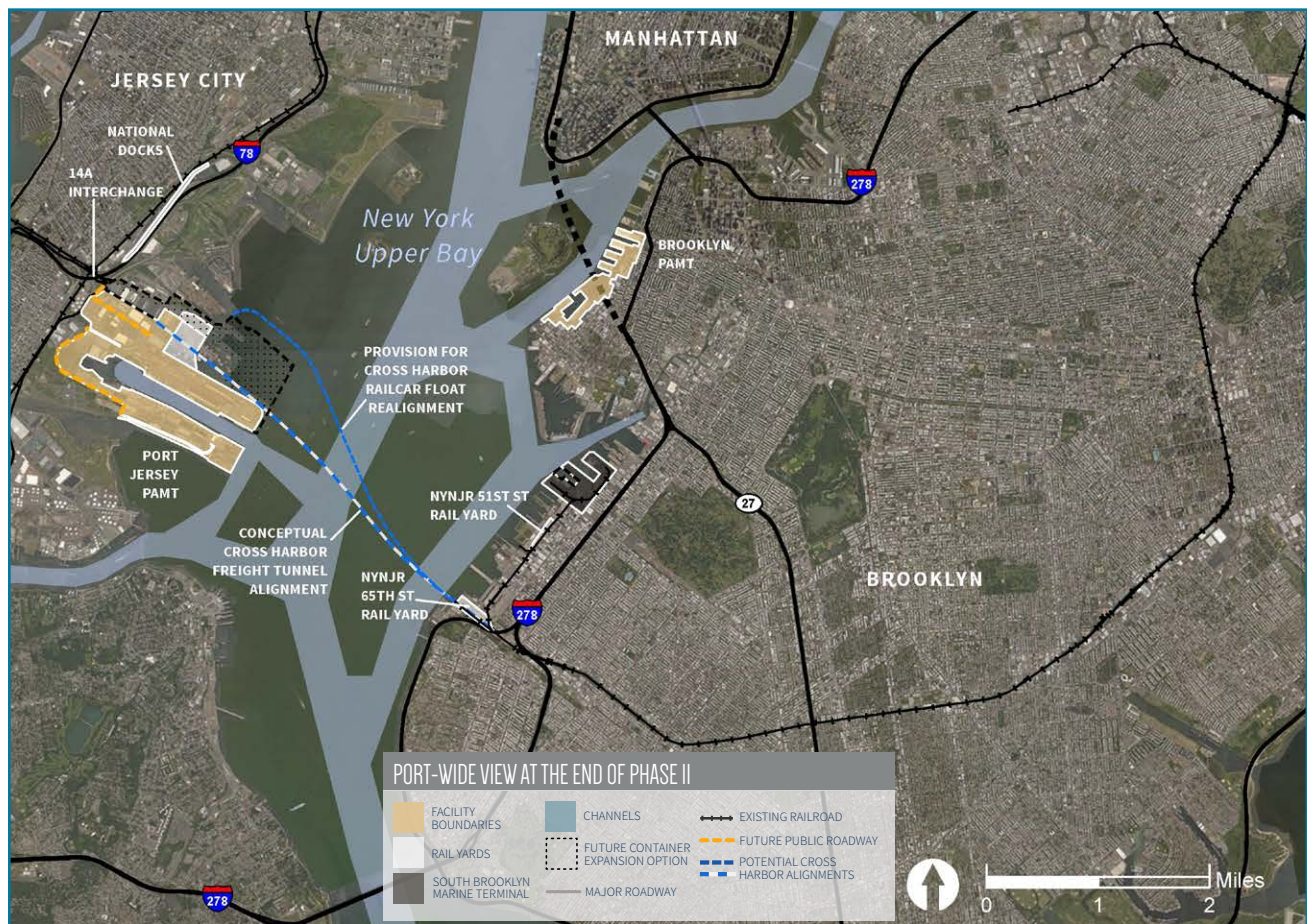 MANHATTAN
JERSEY CITY
NATIONAL
DOCKS
78
14A
INTERCHANGE
278
New York
Upper Bay
BROOKLYN
PAMT
PROVISION FOR
CROSS HARBOR
RAILCAR FLOAT
REALIGNMENT
PORT
JERSEY
PAMT
NYNJR 51ST ST
RAIL YARD
27
CONCEPTUAL
CROSS HARBOR
FREIGHT TUNNEL
ALIGNMENT
NYNJR
65TH ST
RAIL YARD
278
BROOKLYN
PORT-WIDE VIEW AT THE END OF PHASE II
FACILITY
BOUNDARIES
RAIL YARDS
SOUTH BROOKLYN
MARINE TERMINAL
CHANNELS
FUTURE CONTAINER
EXPANSION OPTION
MAJOR ROADWAY
EXISTING RAILROAD
FUTURE PUBLIC ROADWAY
POTENTIAL CROSS
HARBOR ALIGNMENTS
278
Miles
0 1 2